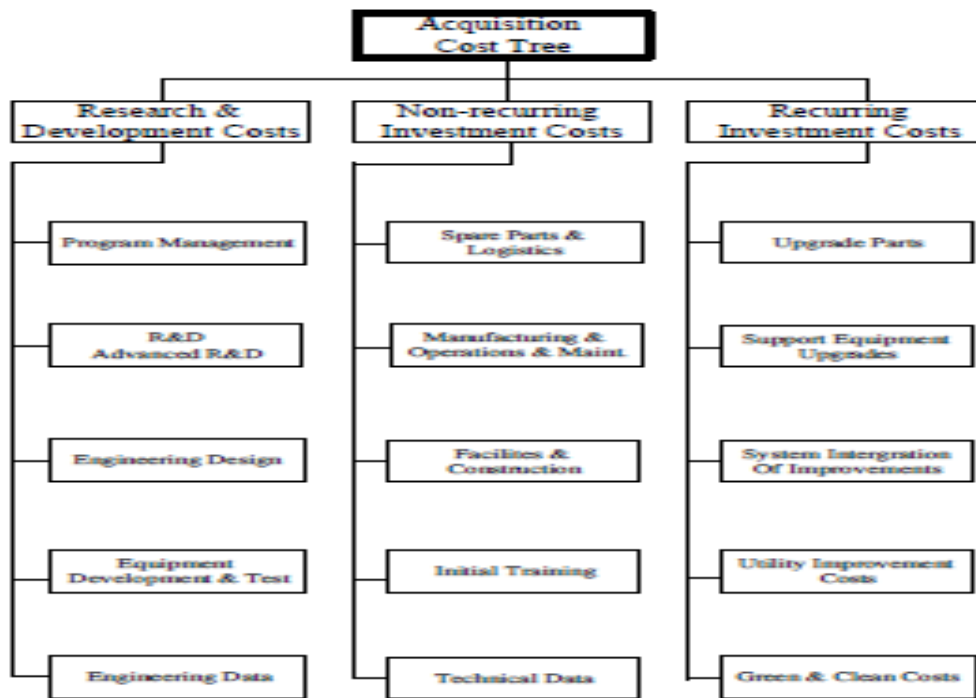 Acquisition
Cost Tree
Research &
Development Costs
Non-recurring
Investment Costs
Recurring
Investment Costs
Program Management
R&D
Advanced R&D
Engineering Design
Equipment
Development & Test
Engineering Data
Spare Parts &
Logistics
Manufacturing &
Operations & Maint.
Facilites &
Construction
Initial Training
Technical Data
Upgrade Parts
Support Equipment
Upgrades
System Intergration
Of Improvements
Utility Improvement
Costs
Green & Clean Costs